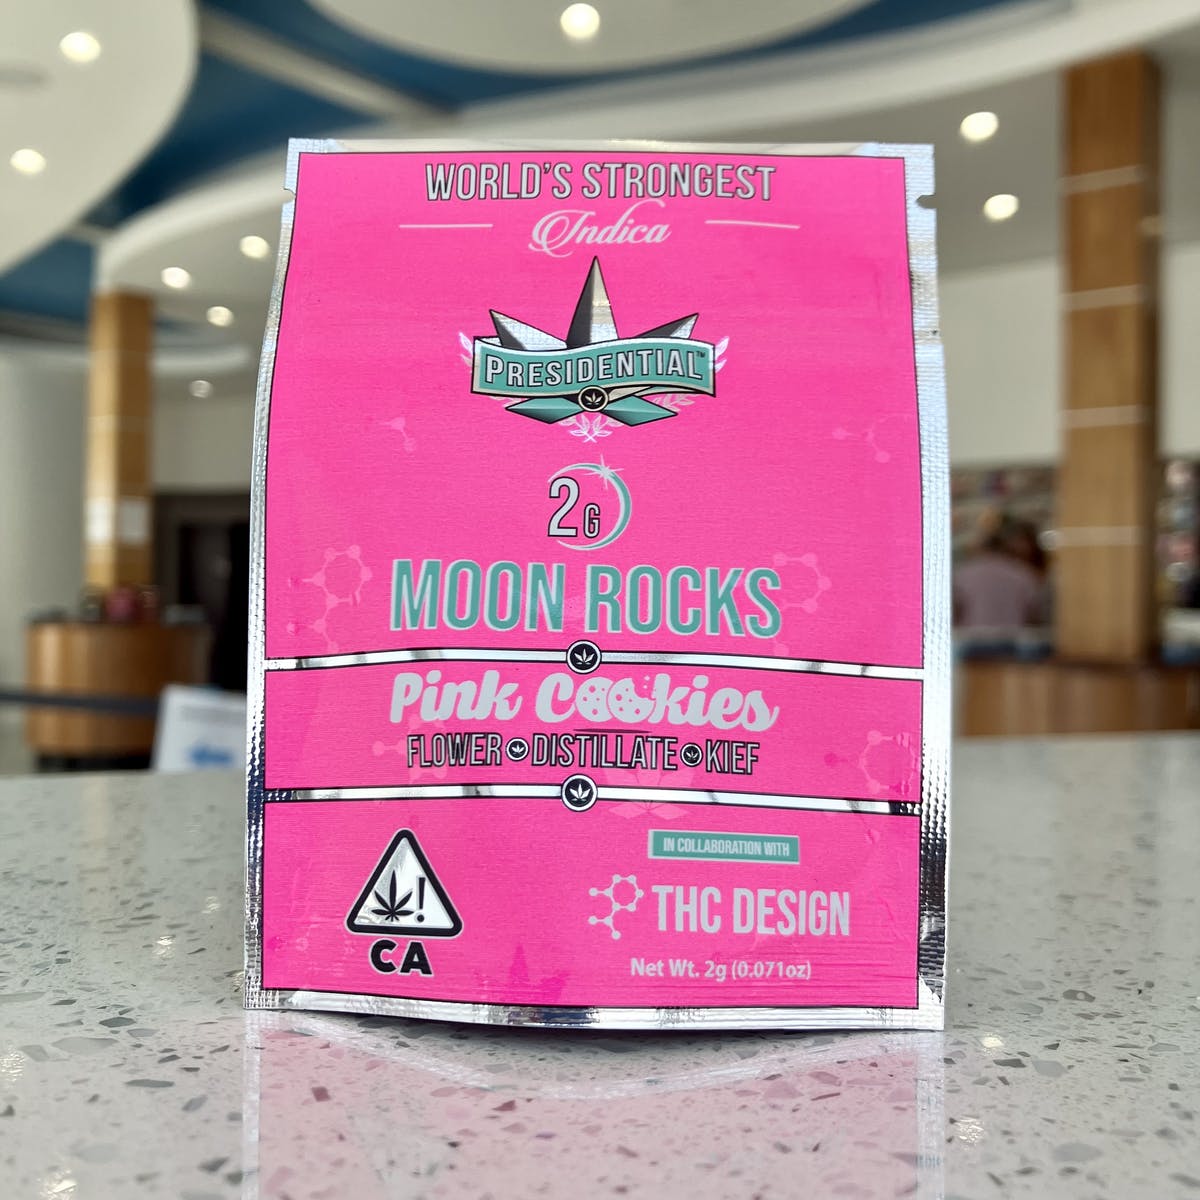 WORLD'S STRONGEST
Indica
PRESIDENTIAL™
2G
MOON ROCKS
Pink Cookies
FLOWER DISTILLATE KIEF
!
CA
IN COLLABORATION WITH
THC DESIGN
Net Wt. 2g (0.071oz)